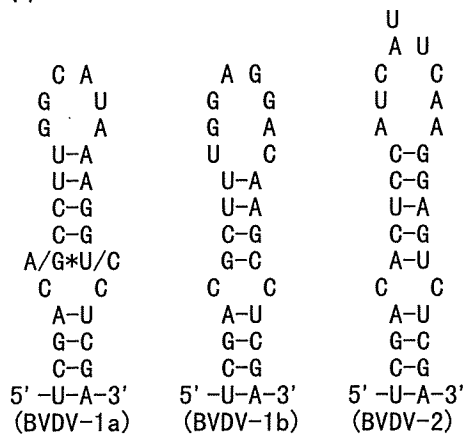 U
A U
C A A G C C
G U G G U A
G A G A A A
U-A U C C-G
U-A U-A C-G
C-G U-A U-A
C-G C-G C-G
A/G*U/C G-C A-U
C C C C C C
A-U A-U A-U
G-C G-C G-C
C-G C-G C-G
5'-U-A-3' 5'-U-A-3' 5'-U-A-3'
(BVDV-1a) (BVDV-1b) (BVDV-2)